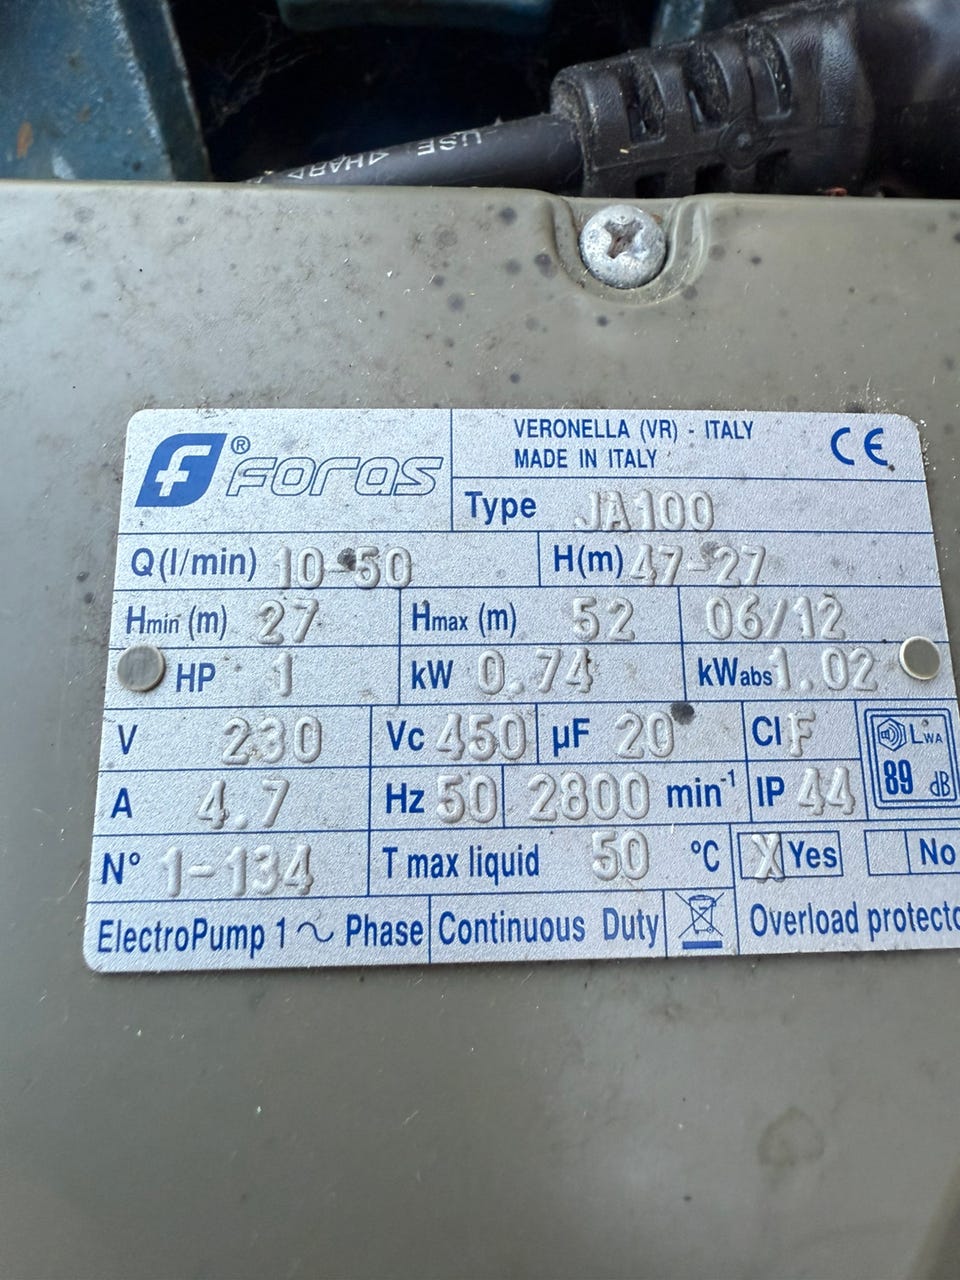 USE 4HARD
F® Foras
VERONELLA (VR) - ITALY
MADE IN ITALY
CE
Type JA100
Q(l/min) 10-50 H(m) 47-27
Hmin (m) 27 Hmax (m) 52 06/12
HP 1 kW 0.74 kWabs 1.02
V 230 Vc 450 µF 20 Cl F
LWA
89 dB
A 4.7 Hz 50 2800 min-1 IP 44
N° 1-134 T max liquid 50 °C X Yes No
ElectroPump 1 ~ Phase Continuous Duty Overload protecto